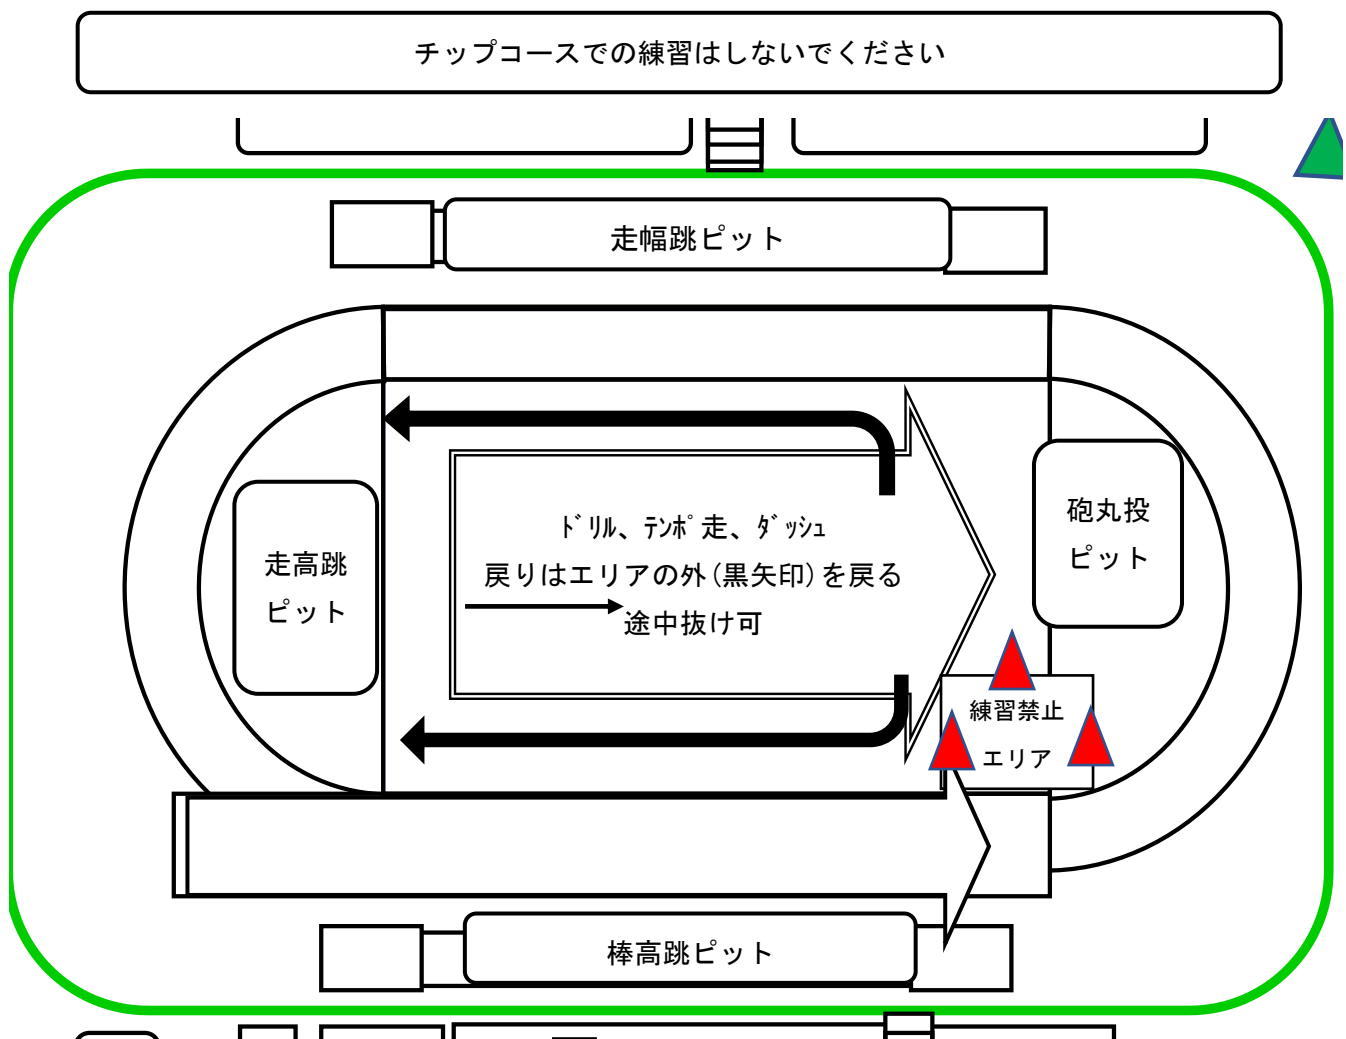 チップコースでの練習はしないでください
走幅跳ピット
ﾄﾞﾘﾙ、ﾃﾝﾎﾟ走、ﾀﾞｯｼｭ
戻りはエリアの外(黒矢印)を戻る
途中抜け可
走高跳
ピット
砲丸投
ピット
練習禁止
エリア
棒高跳ピット